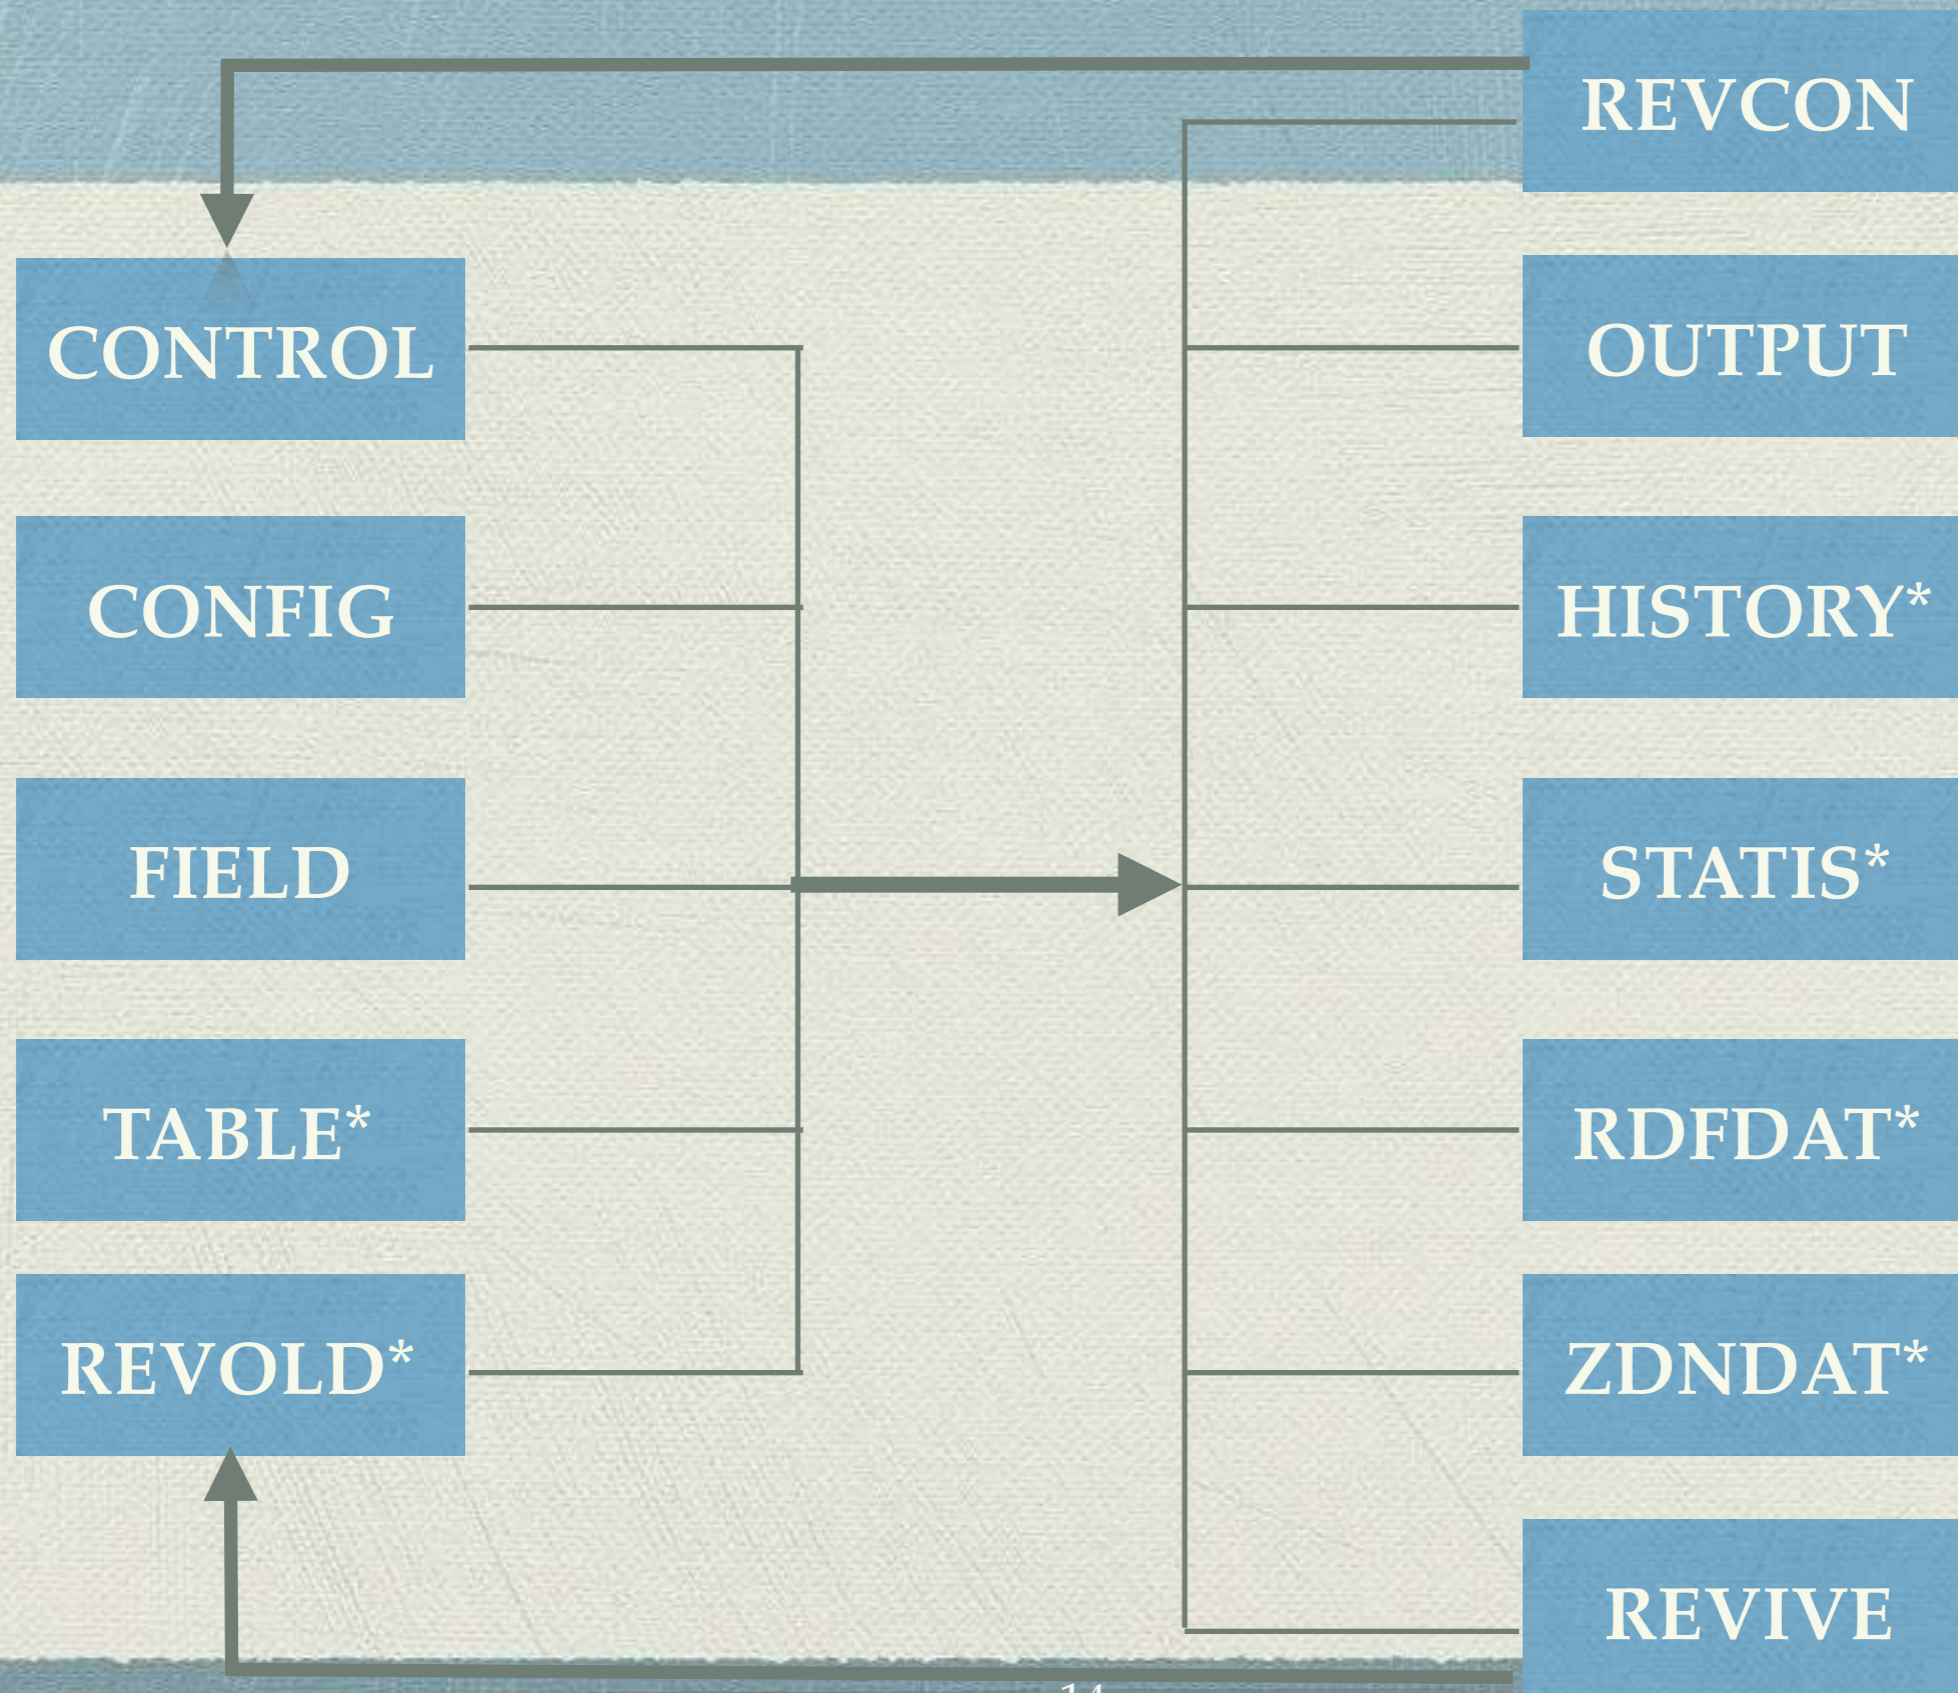 REVCON
CONTROL
OUTPUT
CONFIG
HISTORY*
FIELD
STATIS*
TABLE*
RDFDAT*
REVOLD*
ZDNDAT*
REVIVE